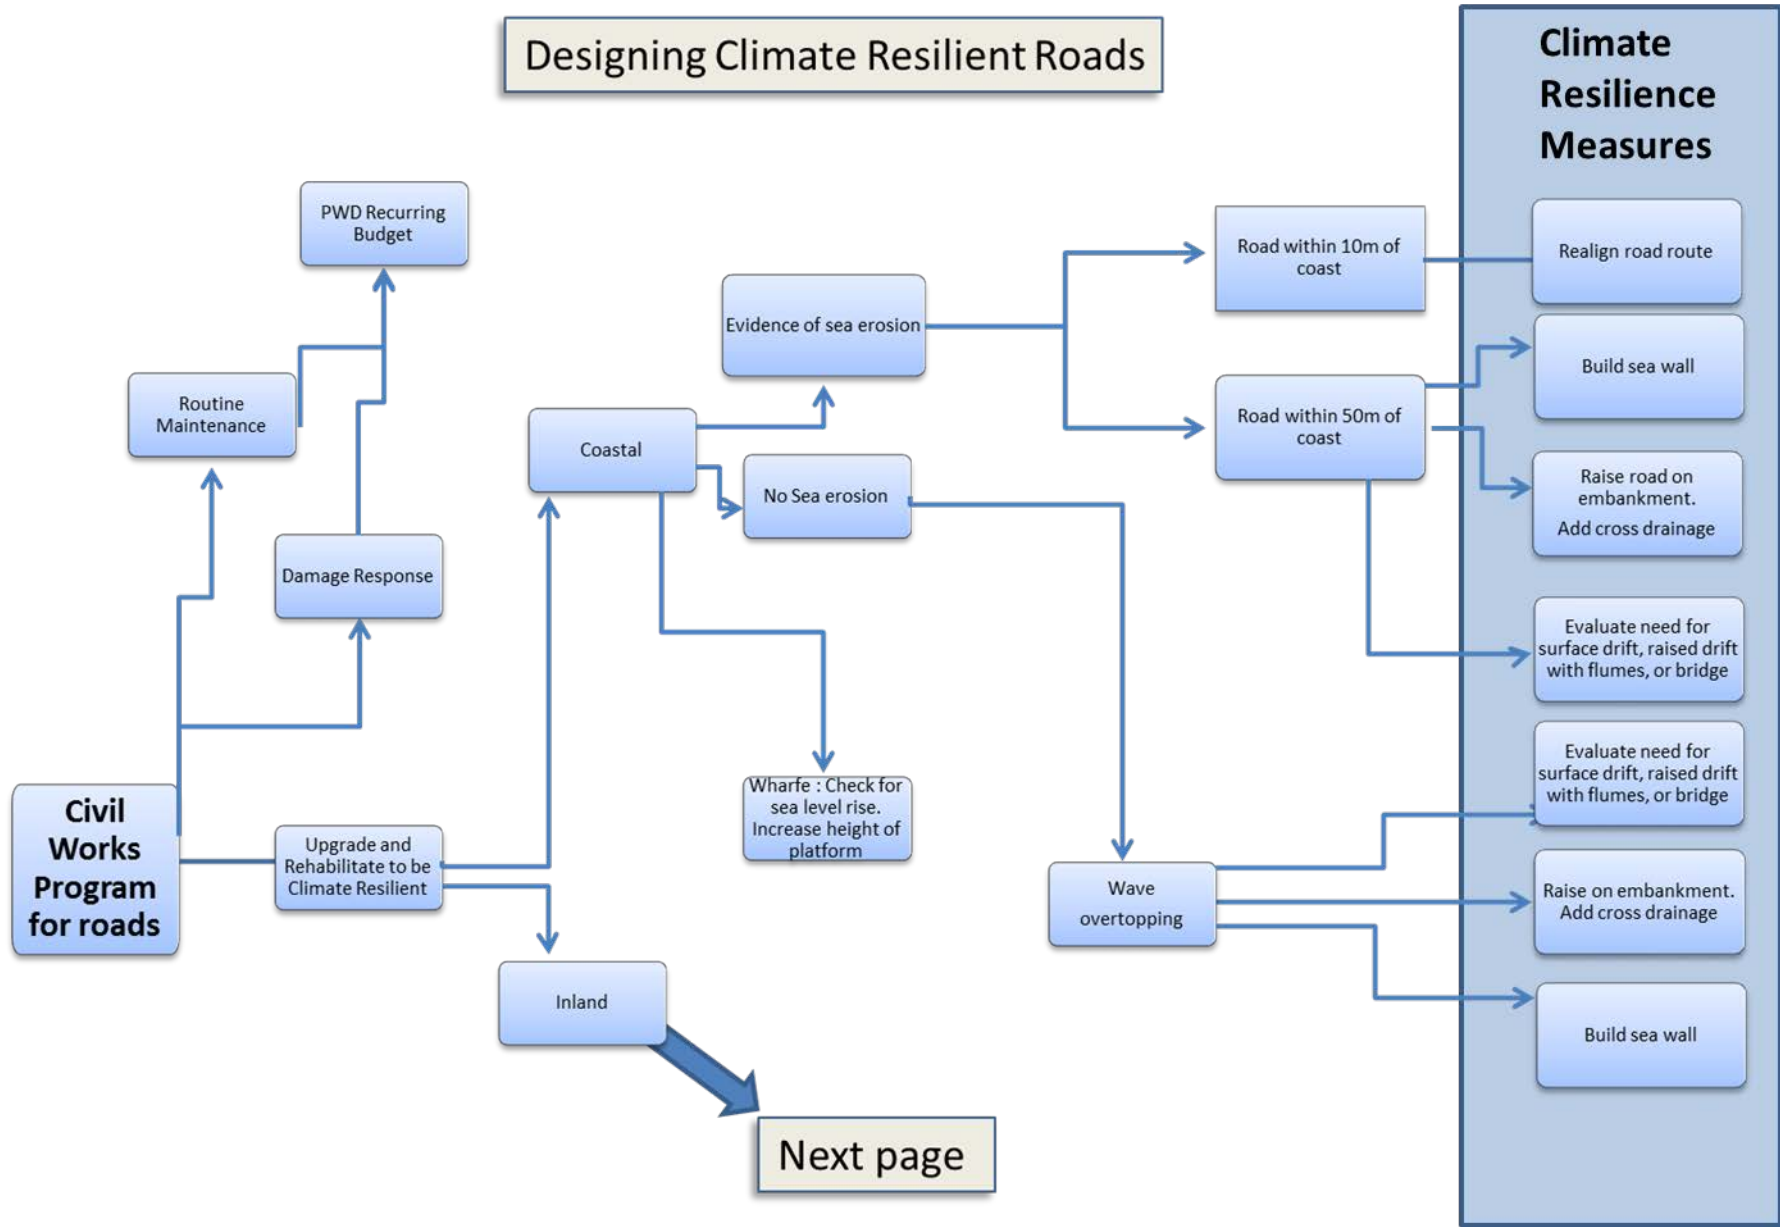 Designing Climate Resilient Roads
Climate
Resilience
Measures
PWD Recurring
Budget
Routine
Maintenance
Damage Response
Civil
Works
Program
for roads
Upgrade and
Rehabilitate to be
Climate Resilient
Coastal
Inland
Next page
Evidence of sea erosion
No Sea erosion
Wharfe : Check for
sea level rise.
Increase height of
platform
Road within 10m of
coast
Road within 50m of
coast
Wave
overtopping
Realign road route
Build sea wall
Raise road on
embankment.
Add cross drainage
Evaluate need for
surface drift, raised drift
with flumes, or bridge
Evaluate need for
surface drift, raised drift
with flumes, or bridge
Raise on embankment.
Add cross drainage
Build sea wall